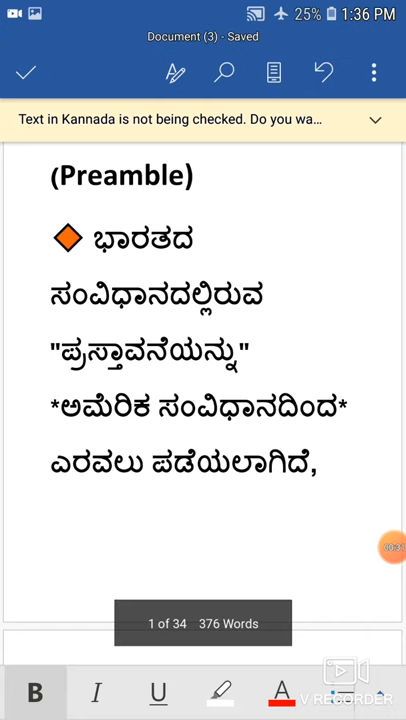 25% 1:36 PM
Document (3) - Saved
Text in Kannada is not being checked. Do you wa...
(Preamble)
ಭಾರತದ
ಸಂವಿಧಾನದಲ್ಲಿರುವ
"ಪ್ರಸ್ತಾವನೆಯನ್ನು"
*ಅಮೆರಿಕ ಸಂವಿಧಾನದಿಂದ*
ಎರವಲು ಪಡೆಯಲಾಗಿದೆ,
1 of 34 376 Words
B I U A
V RECORDER